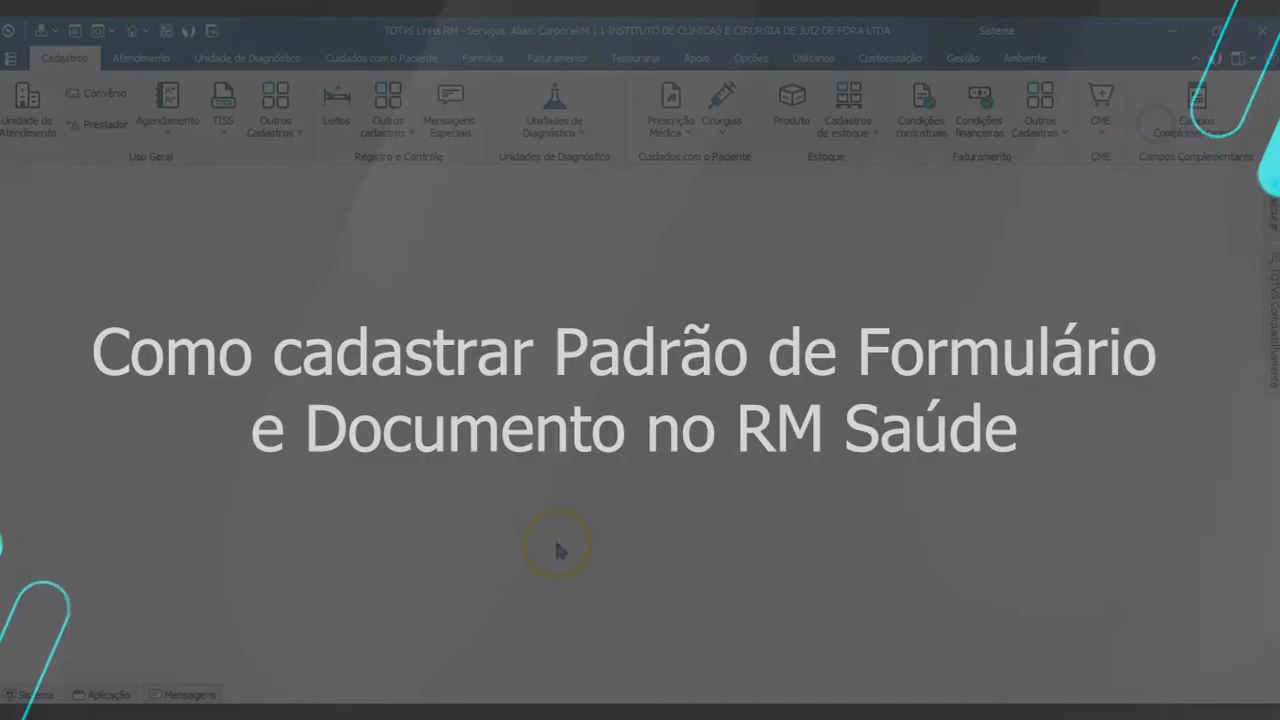 TOTVS Linha RM - Serviços Alias: CorporeRM | 1-INSTITUTO DE CLINICAS E CIRURGIA DE JUIZ DE FORA LTDA
Sistema
Cadastros Atendimento Unidade de Diagnóstico Cuidados com o Paciente Farmácia Faturamento Tesouraria Apoio Opções Utilitários Customização Gestão Ambiente
Unidade de Atendimento
Convênio
Prestador
Agendamento
TISS
Outros Cadastros
Uso Geral
Leitos
Outros cadastros
Mensagens Especiais
Registro e Controle
Unidades de Diagnóstico
Unidades de Diagnóstico
Prescrição Médica
Cirurgias
Cuidados com o Paciente
Produto
Cadastros de estoque
Estoque
Condições contratuais
Condições financeiras
Outros Cadastros
Faturamento
CME
CME
Campos Complementares
Campos Complementares
Como cadastrar Padrão de Formulário
e Documento no RM Saúde
Sistema Aplicação Mensagens